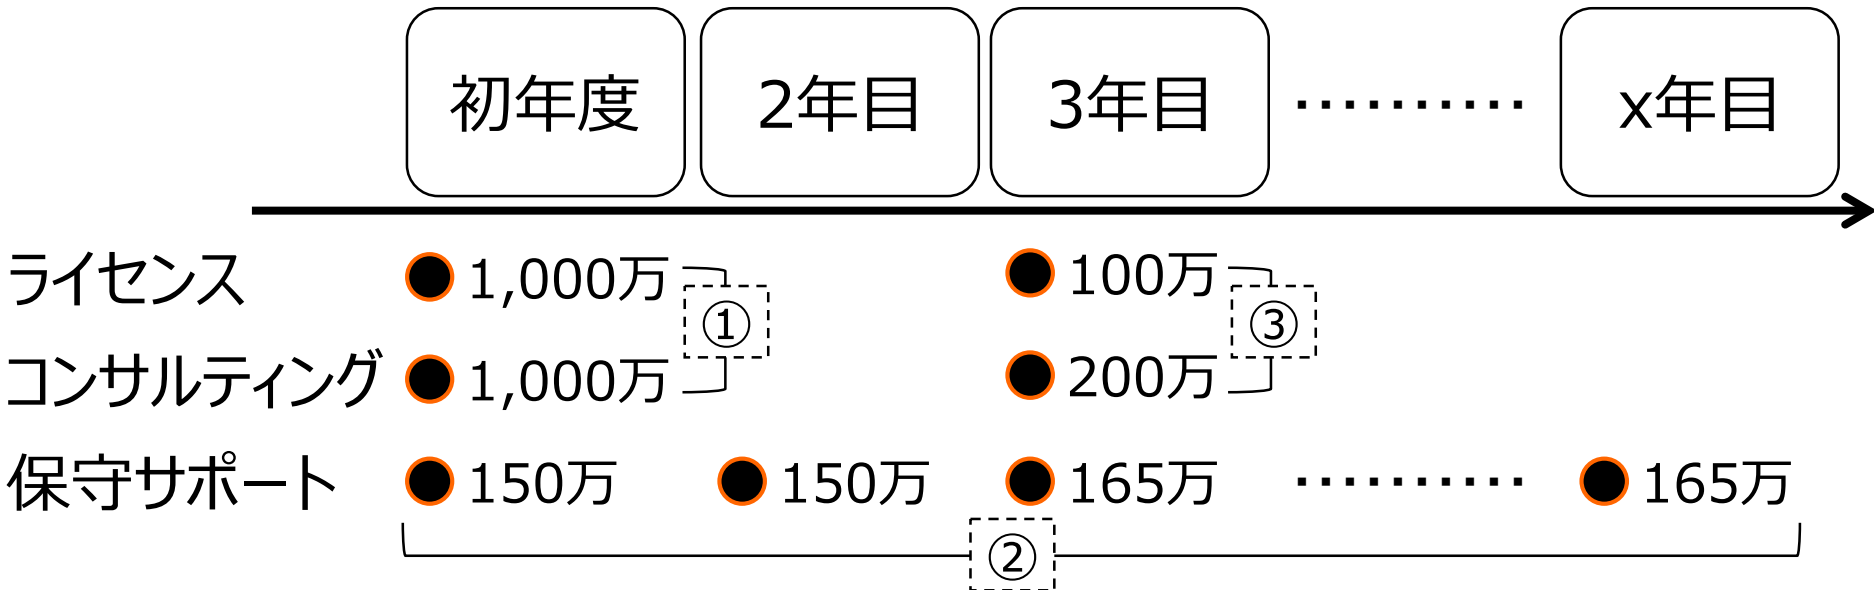 初年度 2年目 3年目 ・・・・・・・・・・ x年目
ライセンス 1,000万 100万
① ③
コンサルティング 1,000万 200万
保守サポート 150万 150万 165万 ・・・・・・・・・・ 165万
②